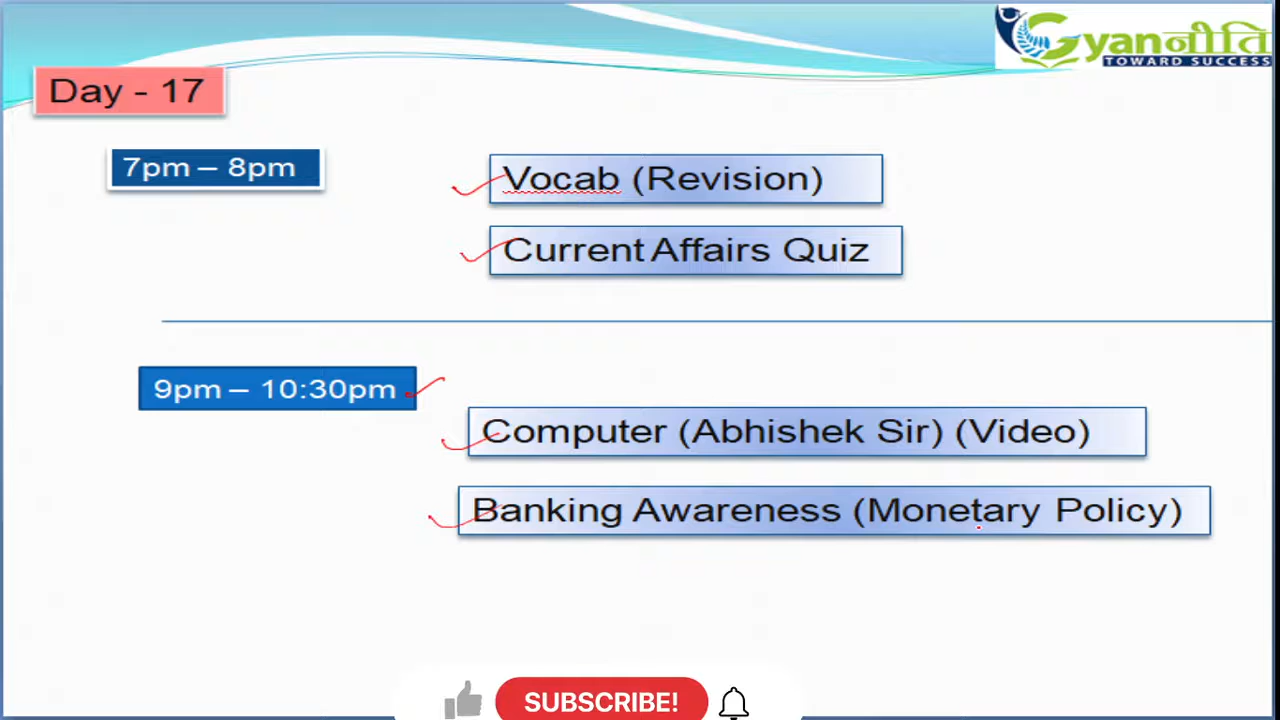 Gyanनीति
TOWARD SUCCESS
Day - 17
7pm – 8pm
Vocab (Revision)
Current Affairs Quiz
9pm – 10:30pm
Computer (Abhishek Sir) (Video)
Banking Awareness (Monetary Policy)
SUBSCRIBE!